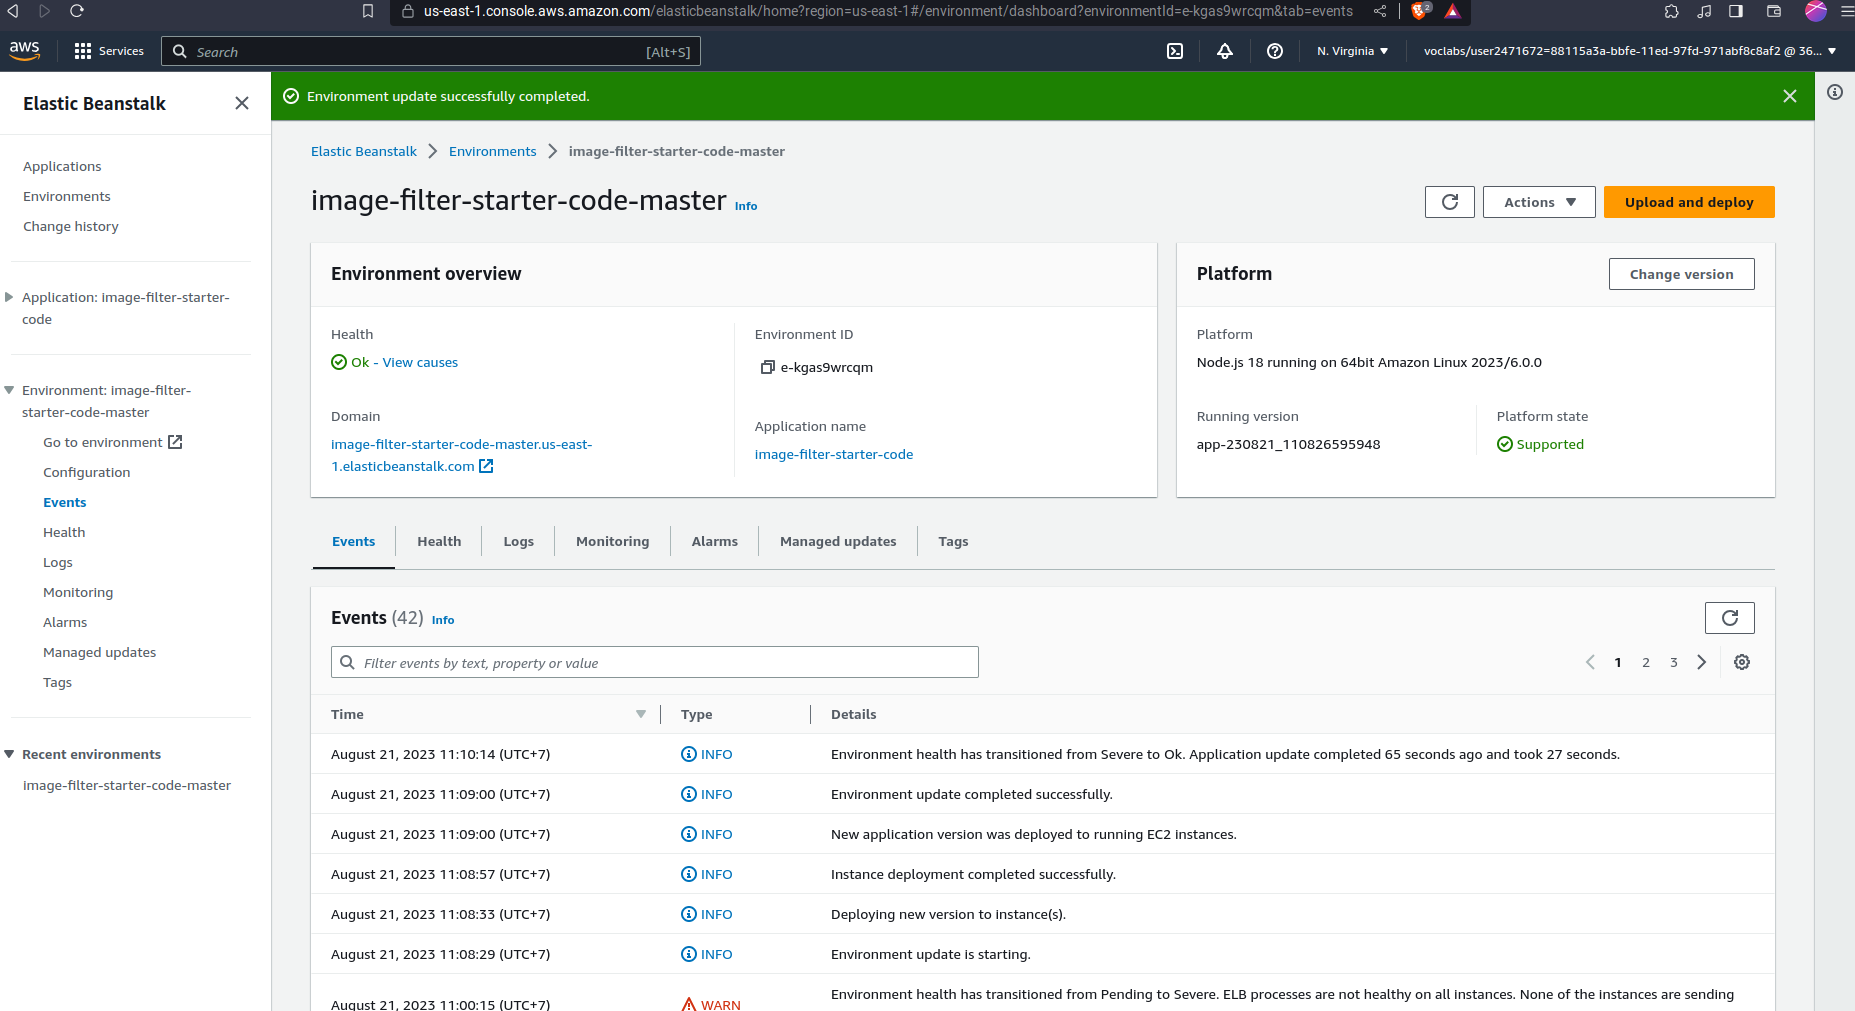 us-east-1.console.aws.amazon.com/elasticbeanstalk/home?region=us-east-1#/environment/dashboard?environmentId=e-kgas9wrcqm&tab=events
2
aws
Services
Search
[Alt+S]
N. Virginia
voclabs/user2471672=88115a3a-bbfe-11ed-97fd-971abf8c8af2 @ 36...
Elastic Beanstalk
Applications
Environments
Change history
Application: image-filter-starter-
code
Environment: image-filter-
starter-code-master
Go to environment
Configuration
Events
Health
Logs
Monitoring
Alarms
Managed updates
Tags
Recent environments
image-filter-starter-code-master
Environment update successfully completed.
Elastic Beanstalk
Environments
image-filter-starter-code-master
image-filter-starter-code-master Info
Actions
Upload and deploy
Environment overview
Health
Ok - View causes
Domain
image-filter-starter-code-master.us-east-
1.elasticbeanstalk.com
Environment ID
e-kgas9wrcqm
Application name
image-filter-starter-code
Platform
Change version
Platform
Node.js 18 running on 64bit Amazon Linux 2023/6.0.0
Running version
app-230821_110826595948
Platform state
Supported
Events
Health
Logs
Monitoring
Alarms
Managed updates
Tags
Events (42) Info
Filter events by text, property or value
1 2 3
Time Type Details
August 21, 2023 11:10:14 (UTC+7) INFO Environment health has transitioned from Severe to Ok. Application update completed 65 seconds ago and took 27 seconds.
August 21, 2023 11:09:00 (UTC+7) INFO Environment update completed successfully.
August 21, 2023 11:09:00 (UTC+7) INFO New application version was deployed to running EC2 instances.
August 21, 2023 11:08:57 (UTC+7) INFO Instance deployment completed successfully.
August 21, 2023 11:08:33 (UTC+7) INFO Deploying new version to instance(s).
August 21, 2023 11:08:29 (UTC+7) INFO Environment update is starting.
August 21, 2023 11:00:15 (UTC+7) WARN Environment health has transitioned from Pending to Severe. ELB processes are not healthy on all instances. None of the instances are sending